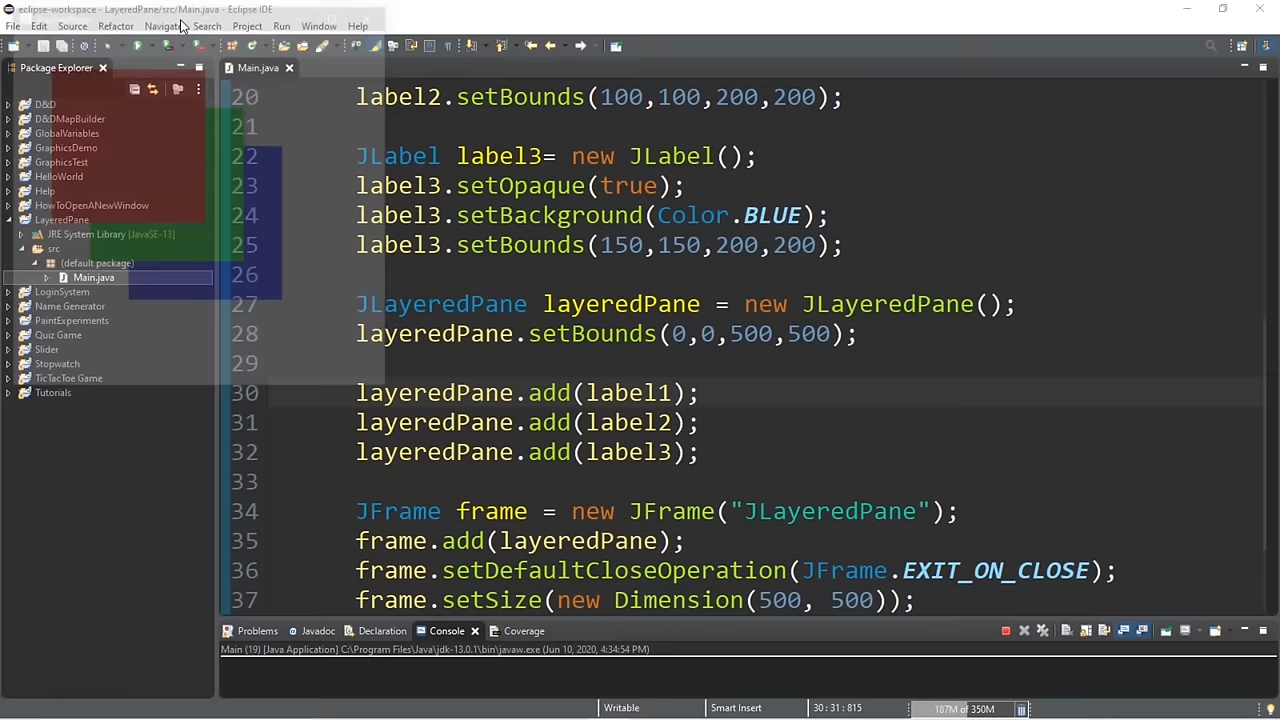 eclipse-workspace - LayeredPane/src/Main.java - Eclipse IDE
File Edit Source Refactor Navigate Search Project Run Window Help
Package Explorer
Main.java
D&D
D&DMapBuilder
GlobalVariables
GraphicsDemo
GraphicsTest
HelloWorld
Help
HowToOpenANewWindow
LayeredPane
JRE System Library [JavaSE-13]
src
(default package)
Main.java
LoginSystem
Name Generator
PaintExperiments
Quiz Game
Slider
Stopwatch
TicTacToe Game
Tutorials
20 label2.setBounds(100,100,200,200);
21
22 JLabel label3= new JLabel();
23 label3.setOpaque(true);
24 label3.setBackground(Color.BLUE);
25 label3.setBounds(150,150,200,200);
26
27 JLayeredPane layeredPane = new JLayeredPane();
28 layeredPane.setBounds(0,0,500,500);
29
30 layeredPane.add(label1);
31 layeredPane.add(label2);
32 layeredPane.add(label3);
33
34 JFrame frame = new JFrame("JLayeredPane");
35 frame.add(layeredPane);
36 frame.setDefaultCloseOperation(JFrame.EXIT_ON_CLOSE);
37 frame.setSize(new Dimension(500, 500));
Problems Javadoc Declaration Console Coverage
Main (19) [Java Application] C:\Program Files\Java\jdk-13.0.1\bin\javaw.exe (Jun 10, 2020, 4:34:54 PM)
Writable Smart Insert 30 : 31 : 815 187M of 350M